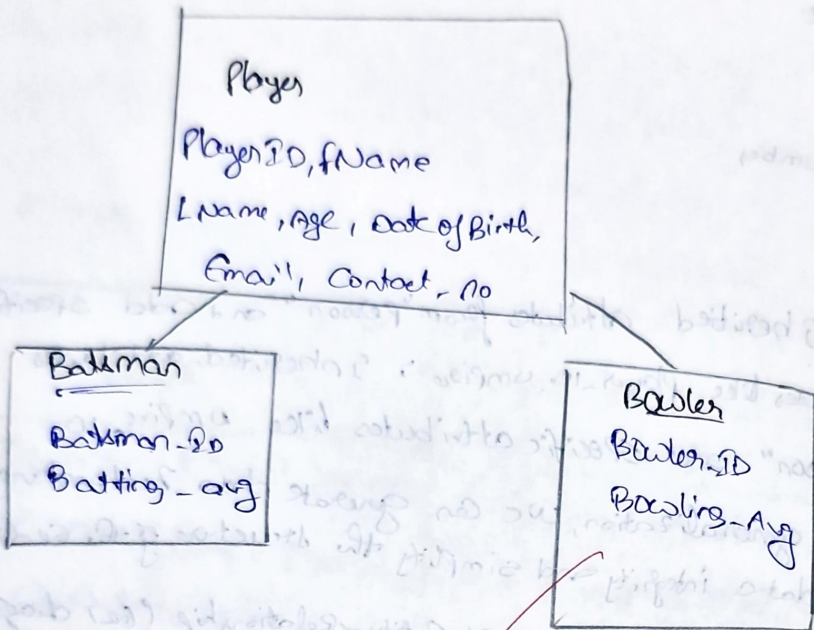 Player
PlayerID, fName
LName, Age, Date of Birth,
Email, Contact_no
Batsman
Batsman_ID
Batting_avg
Bowler
Bowler_ID
Bowling_Avg